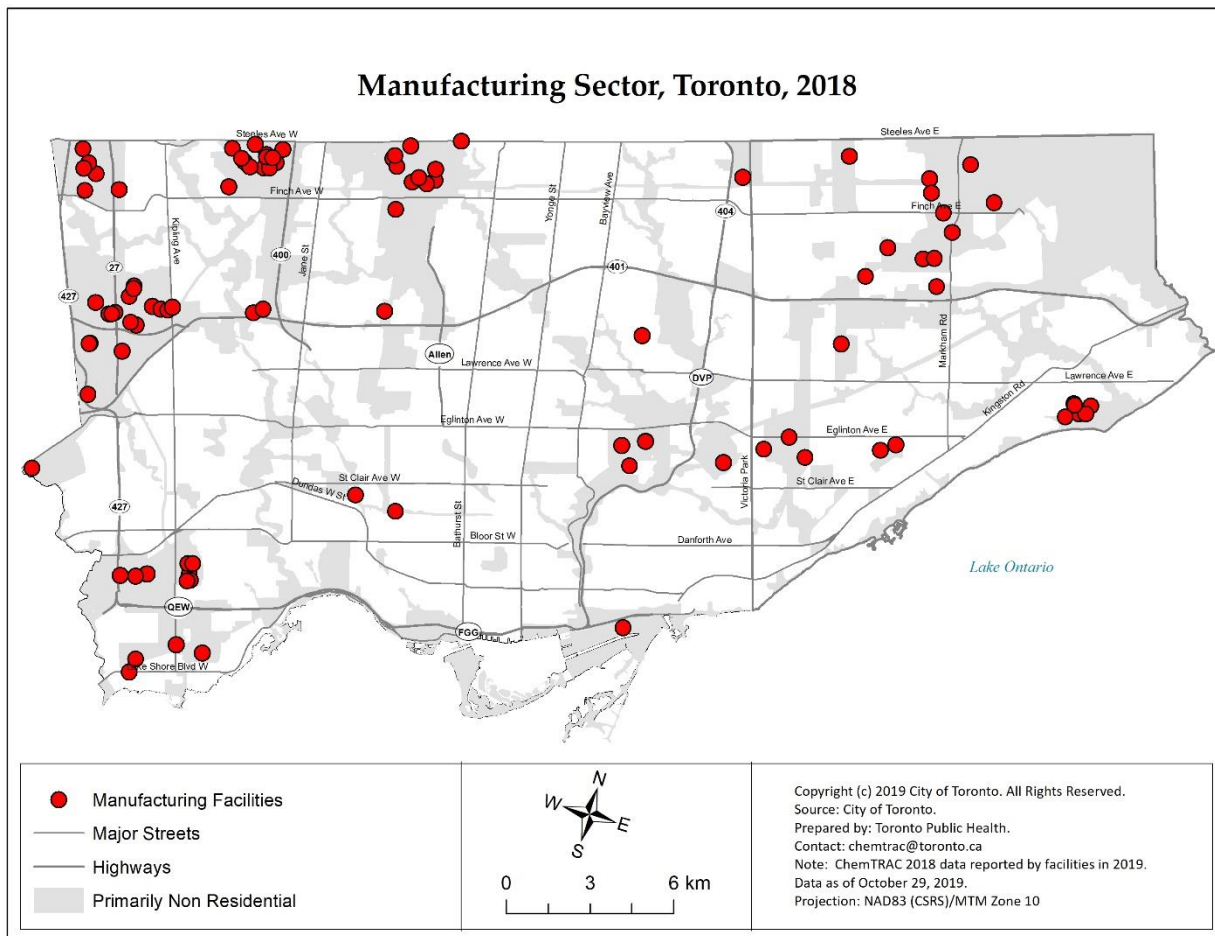 Manufacturing Sector, Toronto, 2018
Steeles Ave W
Steeles Ave E
Finch Ave W
Finch Ave E
Kipling Ave
Jane St
Yonge St
Bayview Ave
404
400
27
427
401
Markham Rd
Allen
Lawrence Ave W
DVP
Lawrence Ave E
Kingston Rd
Eglinton Ave W
Eglinton Ave E
St Clair Ave W
Dundas W St
St Clair Ave E
Victoria Park
427
Bathurst St
Bloor St W
Danforth Ave
Lake Ontario
QEW
FGG
ke Shore Blvd W
Manufacturing Facilities
Major Streets
Highways
Primarily Non Residential
N
W
E
S
0 3 6 km
Copyright (c) 2019 City of Toronto. All Rights Reserved.
Source: City of Toronto.
Prepared by: Toronto Public Health.
Contact: chemtrac@toronto.ca
Note: ChemTRAC 2018 data reported by facilities in 2019.
Data as of October 29, 2019.
Projection: NAD83 (CSRS)/MTM Zone 10